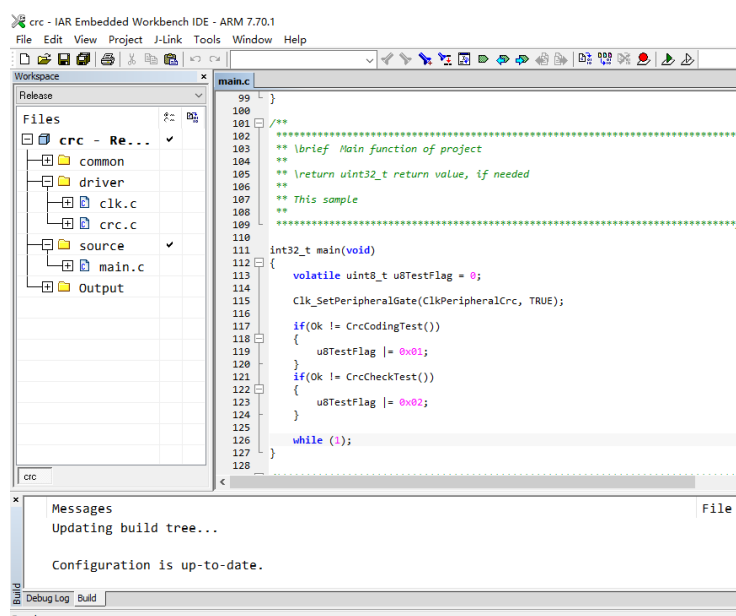 crc - IAR Embedded Workbench IDE - ARM 7.70.1
File Edit View Project J-Link Tools Window Help
Workspace
Release
Files
crc - Re...
common
driver
clk.c
crc.c
source
main.c
Output
crc
main.c
99 }
100
101 /**
102 ******************************************************************************
103 ** \brief  Main function of project
104 **
105 ** \return uint32_t return value, if needed
106 **
107 ** This sample
108 **
109 ******************************************************************************
110
111 int32_t main(void)
112 {
113     volatile uint8_t u8TestFlag = 0;
114
115     Clk_SetPeripheralGate(ClkPeripheralCrc, TRUE);
116
117     if(Ok != CrcCodingTest())
118     {
119         u8TestFlag |= 0x01;
120     }
121     if(Ok != CrcCheckTest())
122     {
123         u8TestFlag |= 0x02;
124     }
125
126     while (1);
127 }
128
Messages File
Updating build tree...
Configuration is up-to-date.
Build
Debug Log Build